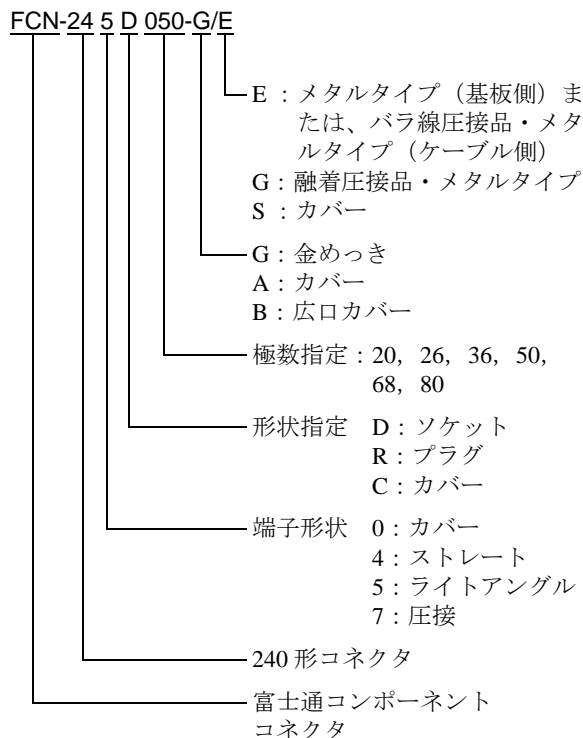 FCN-24 5 D 050-G/E
E：メタルタイプ（基板側）ま
たは、バラ線圧接品・メタ
ルタイプ（ケーブル側）
G：融着圧接品・メタルタイプ
S：カバー
G：金めっき
A：カバー
B：広口カバー
極数指定：20, 26, 36, 50,
68, 80
形状指定 D：ソケット
R：プラグ
C：カバー
端子形状 0：カバー
4：ストレート
5：ライトアングル
7：圧接
240 形コネクタ
富士通コンポーネント
コネクタ